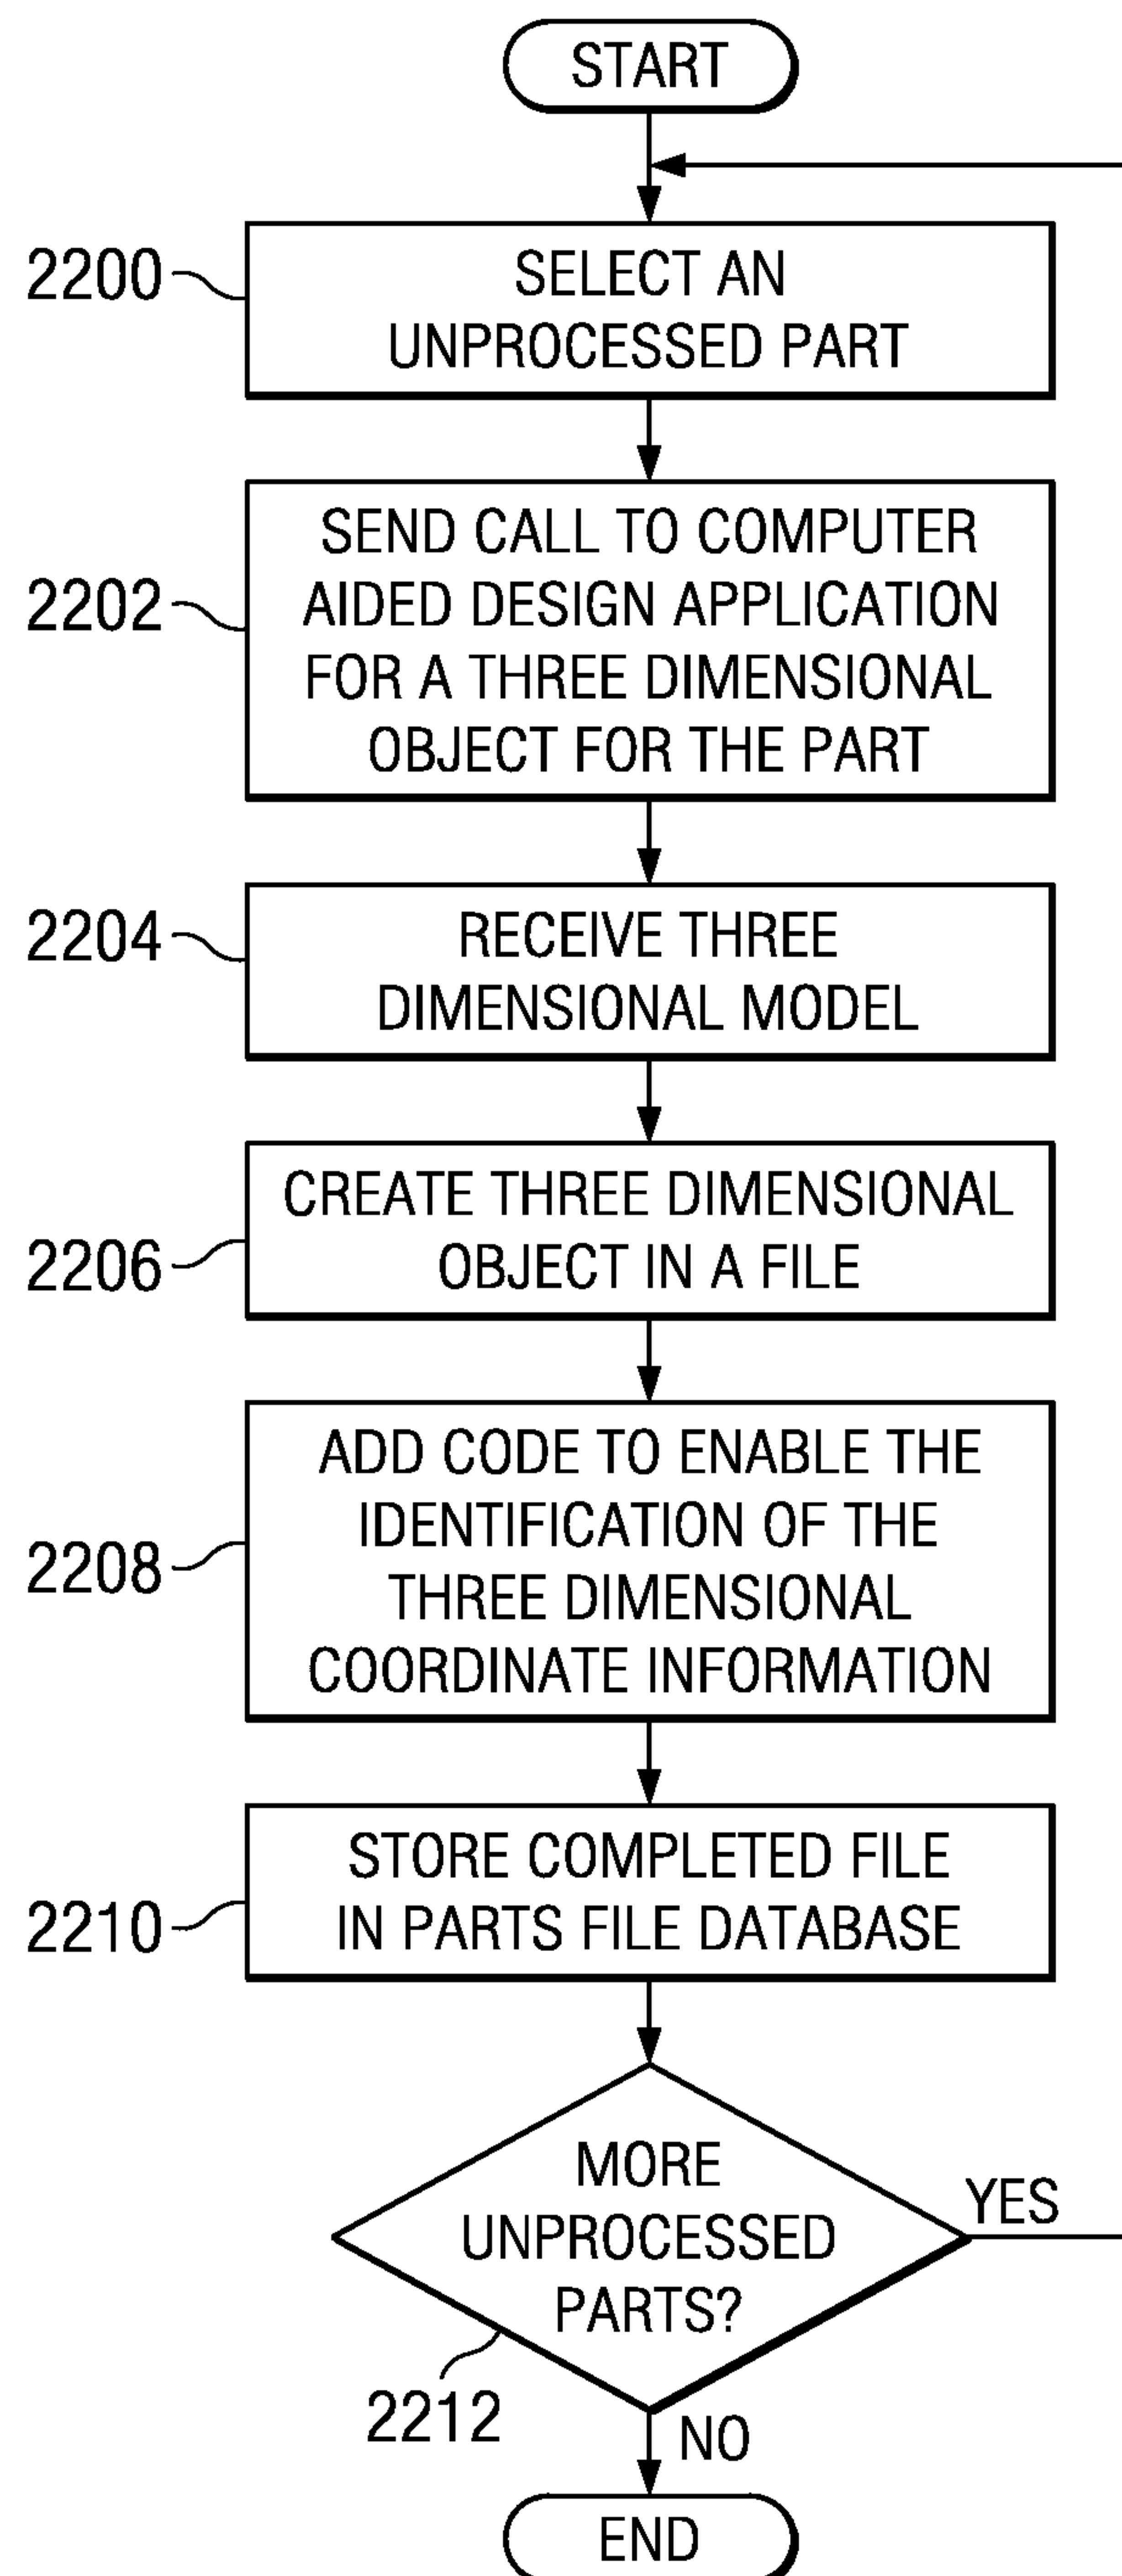 START
2200
SELECT AN
UNPROCESSED PART
2202
SEND CALL TO COMPUTER
AIDED DESIGN APPLICATION
FOR A THREE DIMENSIONAL
OBJECT FOR THE PART
2204
RECEIVE THREE
DIMENSIONAL MODEL
2206
CREATE THREE DIMENSIONAL
OBJECT IN A FILE
2208
ADD CODE TO ENABLE THE
IDENTIFICATION OF THE
THREE DIMENSIONAL
COORDINATE INFORMATION
2210
STORE COMPLETED FILE
IN PARTS FILE DATABASE
MORE
UNPROCESSED
PARTS?
YES
2212
NO
END